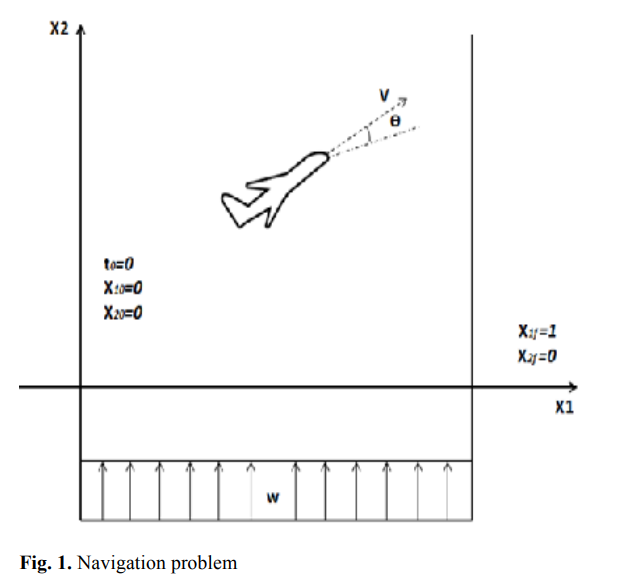 X2
V
θ
t0=0
X10=0
X20=0
X1f=1
X2f=0
X1
w
Fig. 1. Navigation problem